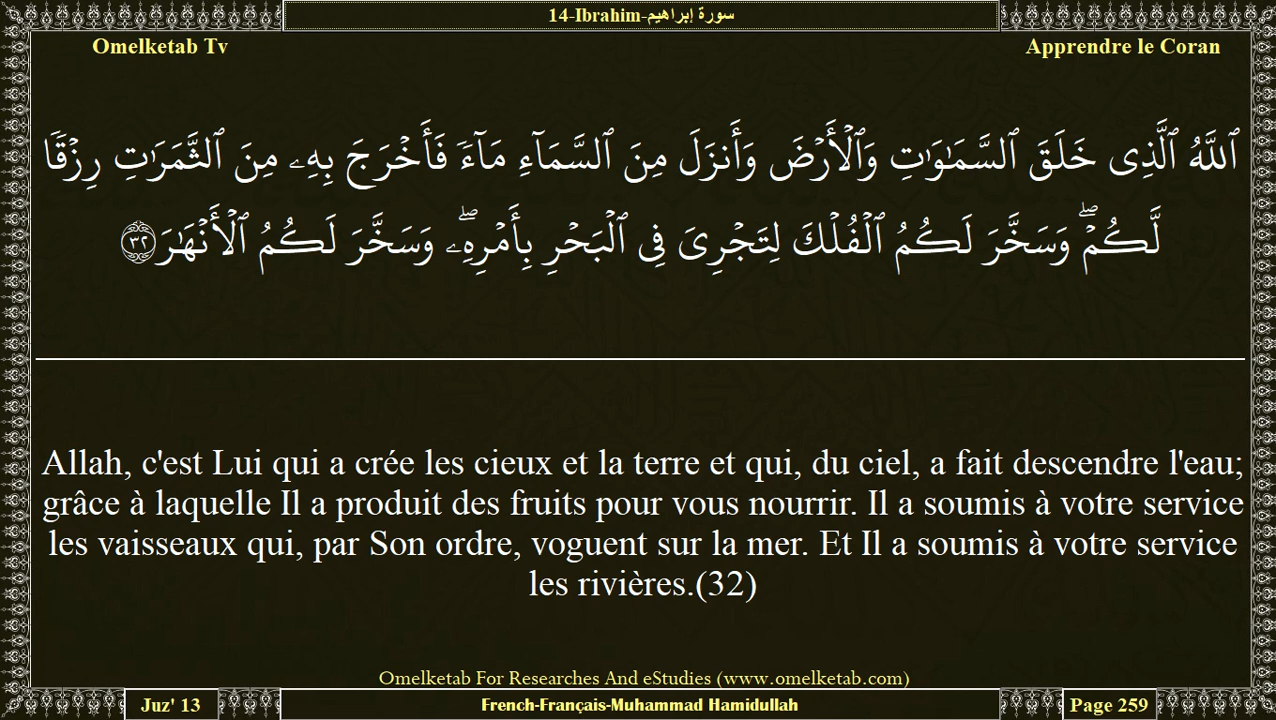 14-Ibrahim-سورة إبراهيم
Omelketab Tv
Apprendre le Coran
ٱللَّهُ ٱلَّذِى خَلَقَ ٱلسَّمَـٰوَٰتِ وَٱلْأَرْضَ وَأَنزَلَ مِنَ ٱلسَّمَآءِ مَآءً فَأَخْرَجَ بِهِۦ مِنَ ٱلثَّمَرَٰتِ رِزْقًا
لَّكُمْ ۖ وَسَخَّرَ لَكُمُ ٱلْفُلْكَ لِتَجْرِىَ فِى ٱلْبَحْرِ بِأَمْرِهِۦ ۖ وَسَخَّرَ لَكُمُ ٱلْأَنْهَـٰرَ ٣٢
Allah, c'est Lui qui a crée les cieux et la terre et qui, du ciel, a fait descendre l'eau;
grâce à laquelle Il a produit des fruits pour vous nourrir. Il a soumis à votre service
les vaisseaux qui, par Son ordre, voguent sur la mer. Et Il a soumis à votre service
les rivières.(32)
Omelketab For Researches And eStudies (www.omelketab.com)
Juz' 13
French-Français-Muhammad Hamidullah
Page 259